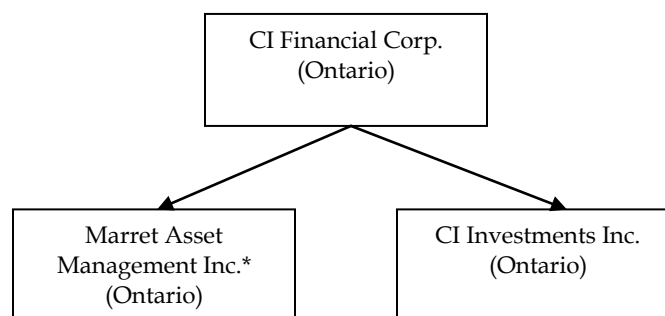 CI Financial Corp.
(Ontario)
Marret Asset
Management Inc.*
(Ontario)
CI Investments Inc.
(Ontario)